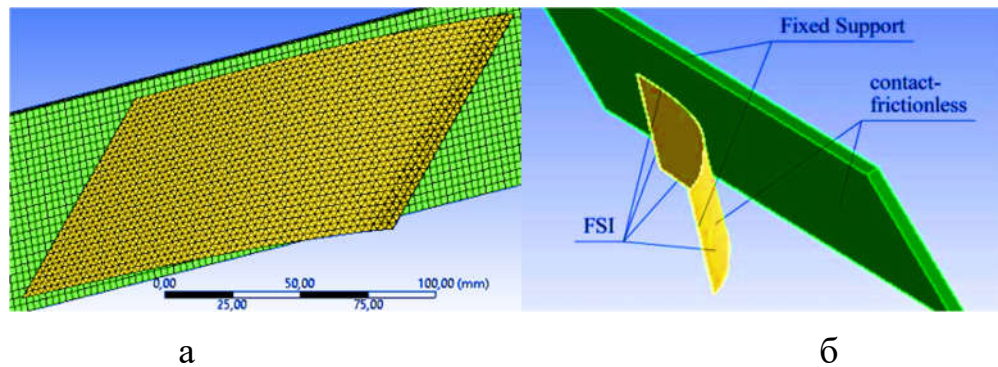 Fixed Support
contact-
frictionless
FSI
0,00 50,00 100,00 (mm)
25,00 75,00
а б